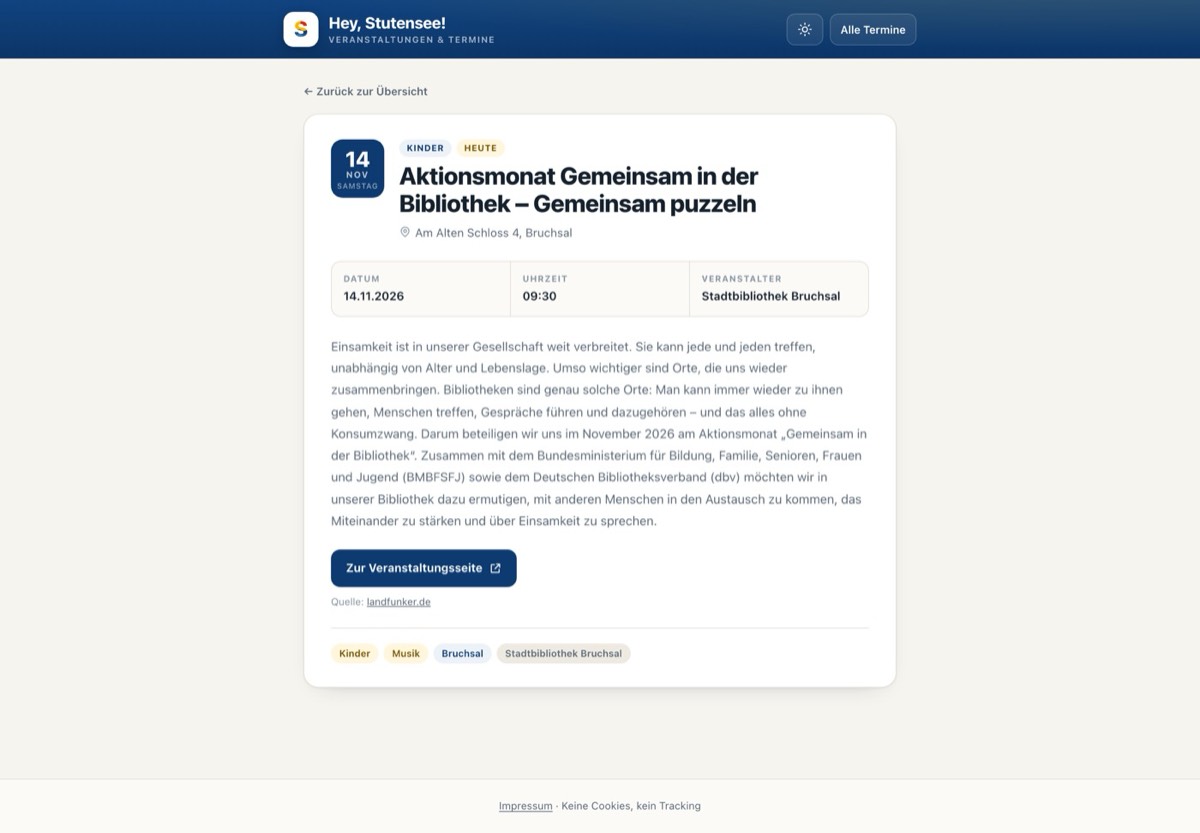 S
Hey, Stutensee!
VERANSTALTUNGEN & TERMINE
Alle Termine
← Zurück zur Übersicht
14
NOV
SAMSTAG
KINDER
HEUTE
Aktionsmonat Gemeinsam in der
Bibliothek – Gemeinsam puzzeln
Am Alten Schloss 4, Bruchsal
DATUM
14.11.2026
UHRZEIT
09:30
VERANSTALTER
Stadtbibliothek Bruchsal
Einsamkeit ist in unserer Gesellschaft weit verbreitet. Sie kann jede und jeden treffen,
unabhängig von Alter und Lebenslage. Umso wichtiger sind Orte, die uns wieder
zusammenbringen. Bibliotheken sind genau solche Orte: Man kann immer wieder zu ihnen
gehen, Menschen treffen, Gespräche führen und dazugehören – und das alles ohne
Konsumzwang. Darum beteiligen wir uns im November 2026 am Aktionsmonat „Gemeinsam in
der Bibliothek“. Zusammen mit dem Bundesministerium für Bildung, Familie, Senioren, Frauen
und Jugend (BMBFSFJ) sowie dem Deutschen Bibliotheksverband (dbv) möchten wir in
unserer Bibliothek dazu ermutigen, mit anderen Menschen in den Austausch zu kommen, das
Miteinander zu stärken und über Einsamkeit zu sprechen.
Zur Veranstaltungsseite
Quelle: landfunker.de
Kinder
Musik
Bruchsal
Stadtbibliothek Bruchsal
Impressum · Keine Cookies, kein Tracking